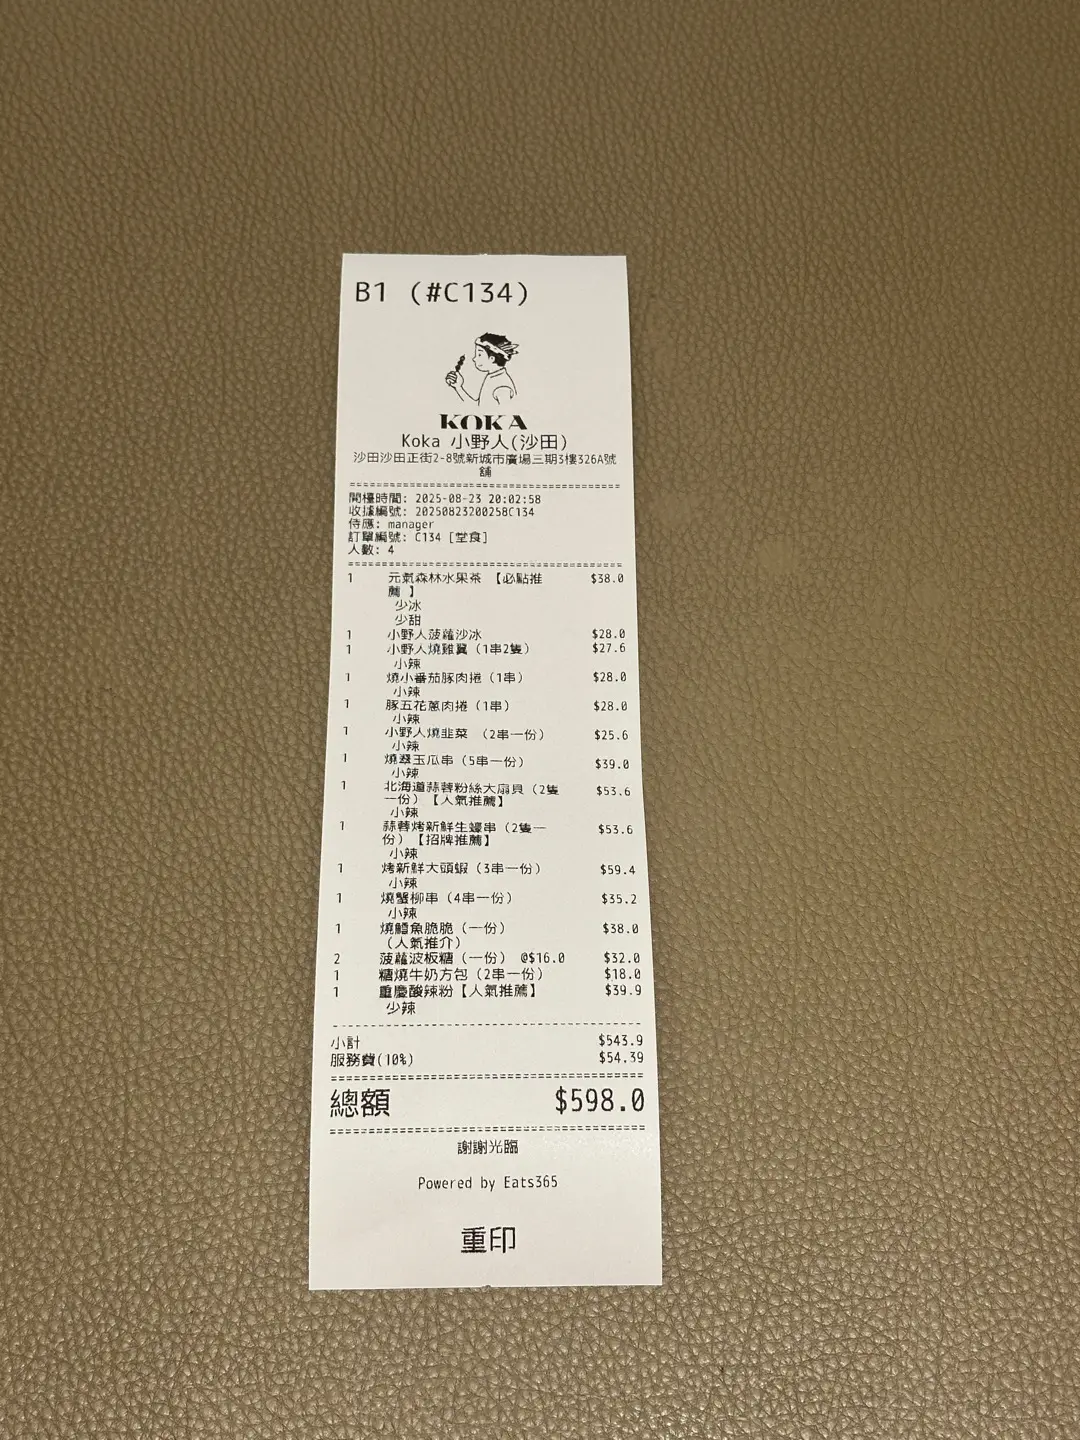 B1 (#C134)
KOKA
Koka 小野人(沙田)
沙田沙田正街2-8號新城市廣場三期3樓326A號
舖
開檯時間: 2025-08-23 20:02:58
收據編號: 20250823200258C134
侍應: manager
訂單編號: C134 [堂食]
人數: 4
1 元氣森林水果茶 【必點推 $38.0
薦 】
少冰
少甜
1 小野人菠蘿沙冰 $28.0
1 小野人燒雞翼 (1串2隻) $27.6
小辣
1 燒小番茄豚肉捲 (1串) $28.0
小辣
1 豚五花蔥肉捲 (1串) $28.0
小辣
1 小野人燒韭菜 (2串一份) $25.6
小辣
1 燒翠玉瓜串 (5串一份) $39.0
小辣
1 北海道蒜蓉粉絲大扇貝 (2隻 $53.6
一份) 【人氣推薦】
小辣
1 蒜蓉烤新鮮生蠔串 (2隻一 $53.6
份) 【招牌推薦】
小辣
1 烤新鮮大頭蝦 (3串一份) $59.4
小辣
1 燒蟹柳串 (4串一份) $35.2
小辣
1 燒鱈魚脆脆 (一份) $38.0
(人氣推介)
2 菠蘿波板糖 (一份) @$16.0 $32.0
1 糖燒牛奶方包 (2串一份) $18.0
1 重慶酸辣粉【人氣推薦】 $39.9
少辣
小計 $543.9
服務費(10%) $54.39
總額 $598.0
謝謝光臨
Powered by Eats365
重印